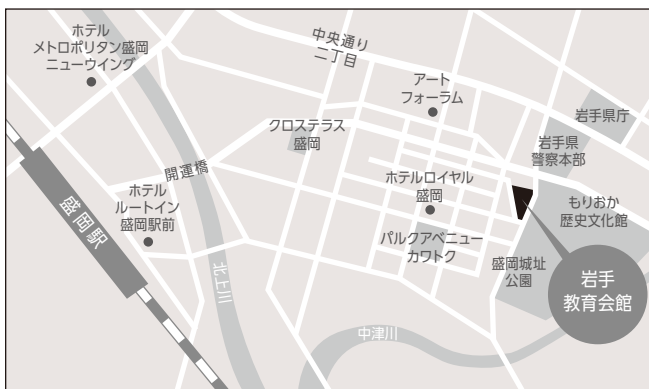 ホテル
メトロポリタン盛岡
ニューウイング
中央通り
二丁目
アート
フォーラム
クロステラス
盛岡
岩手県庁
岩手県
警察本部
開運橋
ホテル
ルートイン
盛岡駅前
ホテルロイヤル
盛岡
もりおか
歴史文化館
盛岡駅
パルクアベニュー
カワトク
盛岡城址
公園
北上川
中津川
岩手
教育会館